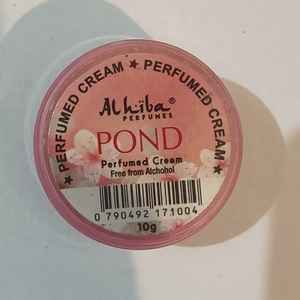 ★ PERFUMED CREAM ★ PERFUMED CREAM
Alhiba®
PERFUMES
POND
Perfumed Cream
Free from Alchohol
0 790492 171004
10g